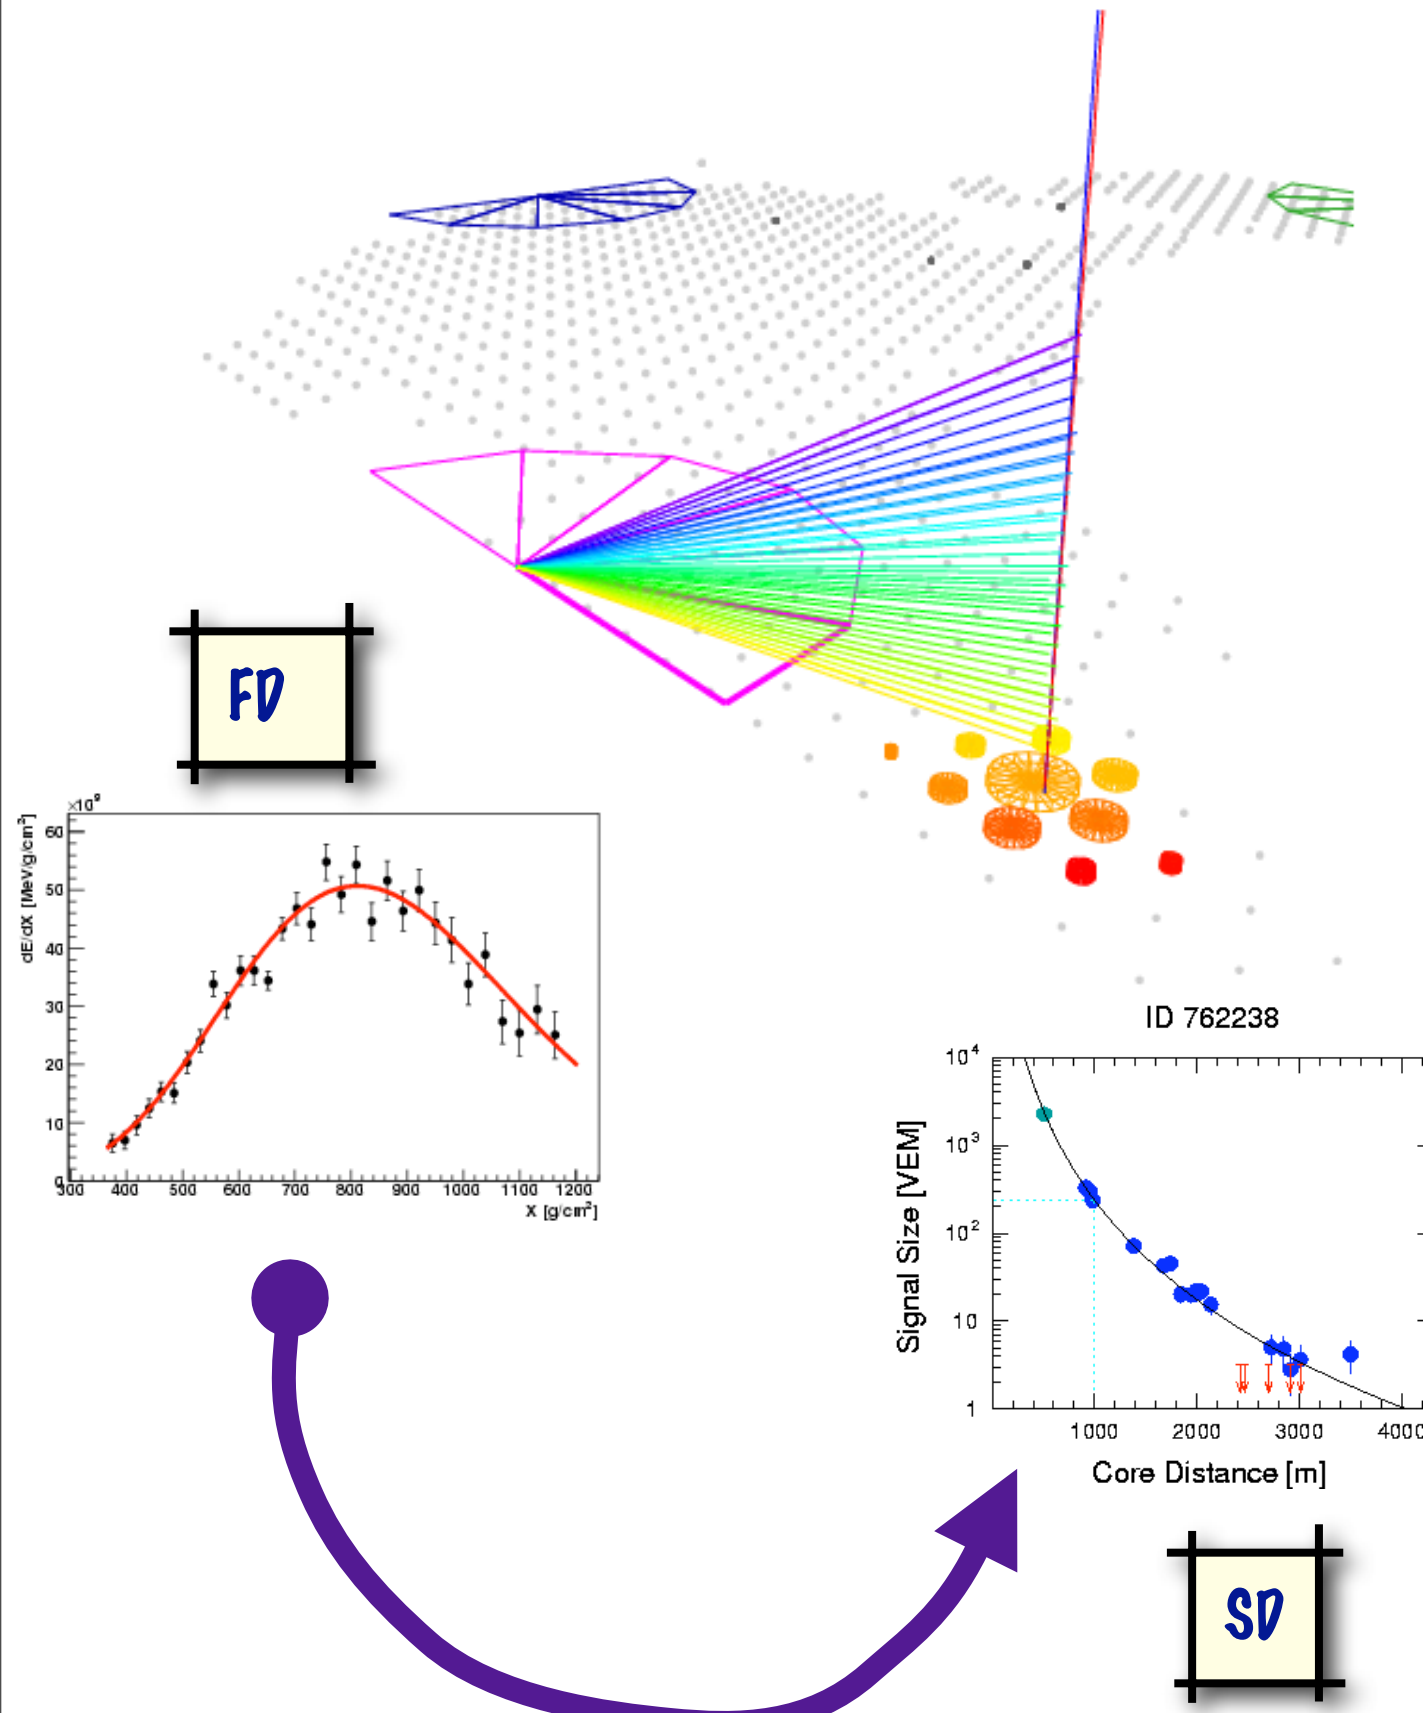 FD
×10⁹
dE/dX [MeV/g/cm²]
60
50
40
30
20
10
0
300 400 500 600 700 800 900 1000 1100 1200
X [g/cm²]
ID 762238
Signal Size [VEM]
10⁴
10³
10²
10
1
1000 2000 3000 4000
Core Distance [m]
SD